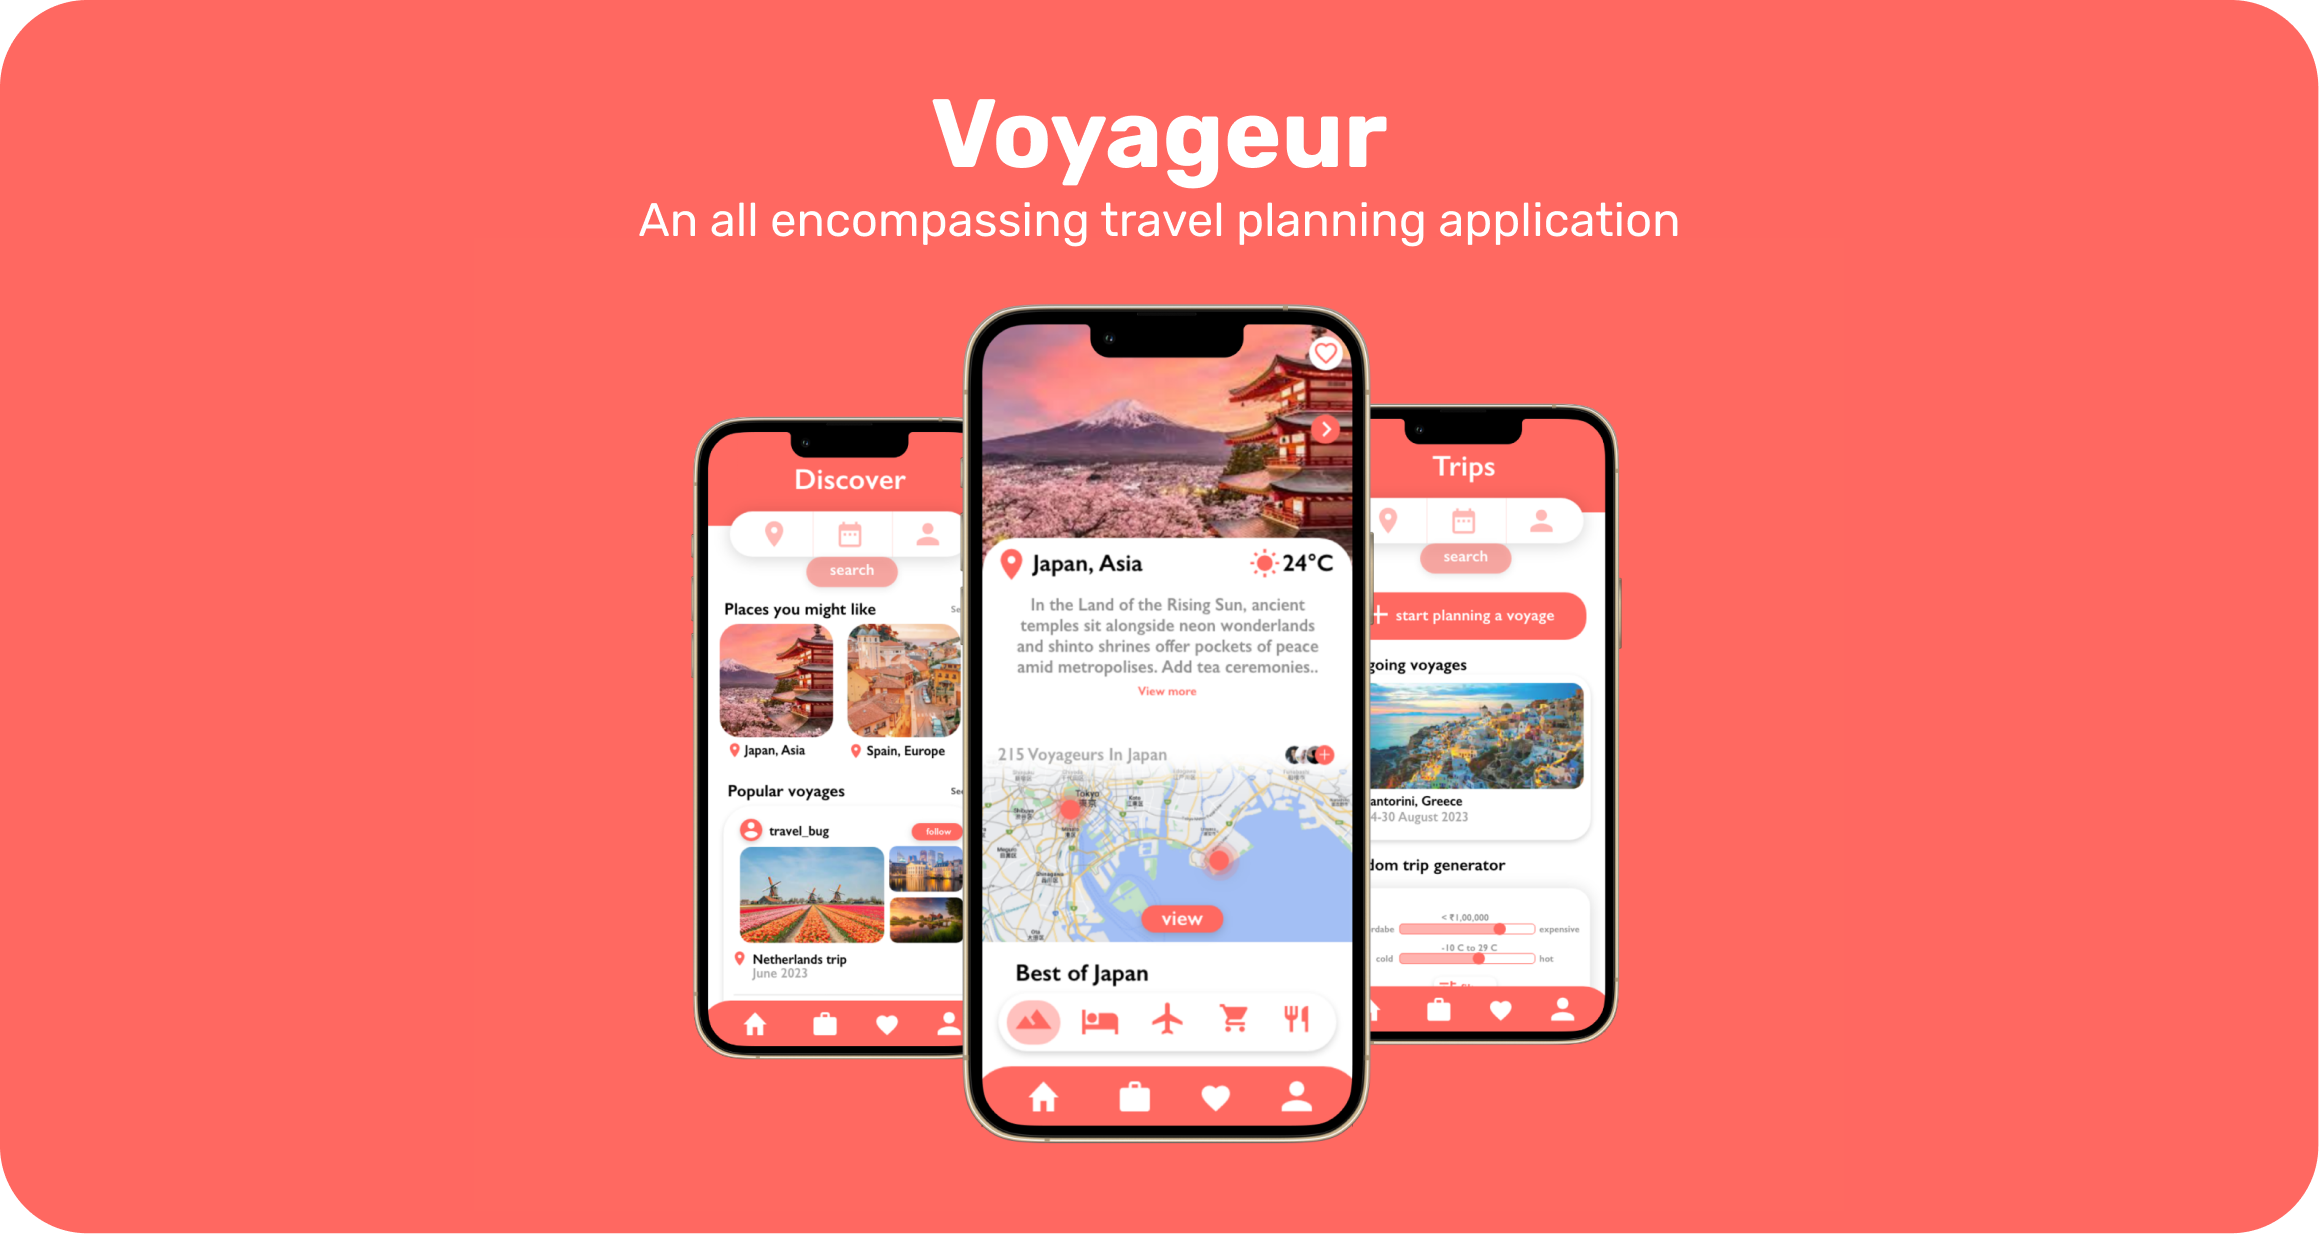 Voyageur
An all encompassing travel planning application
Discover
search
Places you might like
Japan, Asia
Spain, Europe
Popular voyages
travel_bug
follow
Netherlands trip
June 2023
Japan, Asia
24°C
In the Land of the Rising Sun, ancient
temples sit alongside neon wonderlands
and shinto shrines offer pockets of peace
amid metropolises. Add tea ceremonies..
View more
215 Voyageurs In Japan
Tokyo
東京
view
Best of Japan
Trips
search
+ start planning a voyage
going voyages
antorini, Greece
4-30 August 2023
dom trip generator
< ₹1,00,000
rdabe
expensive
-10 C to 29 C
cold
hot